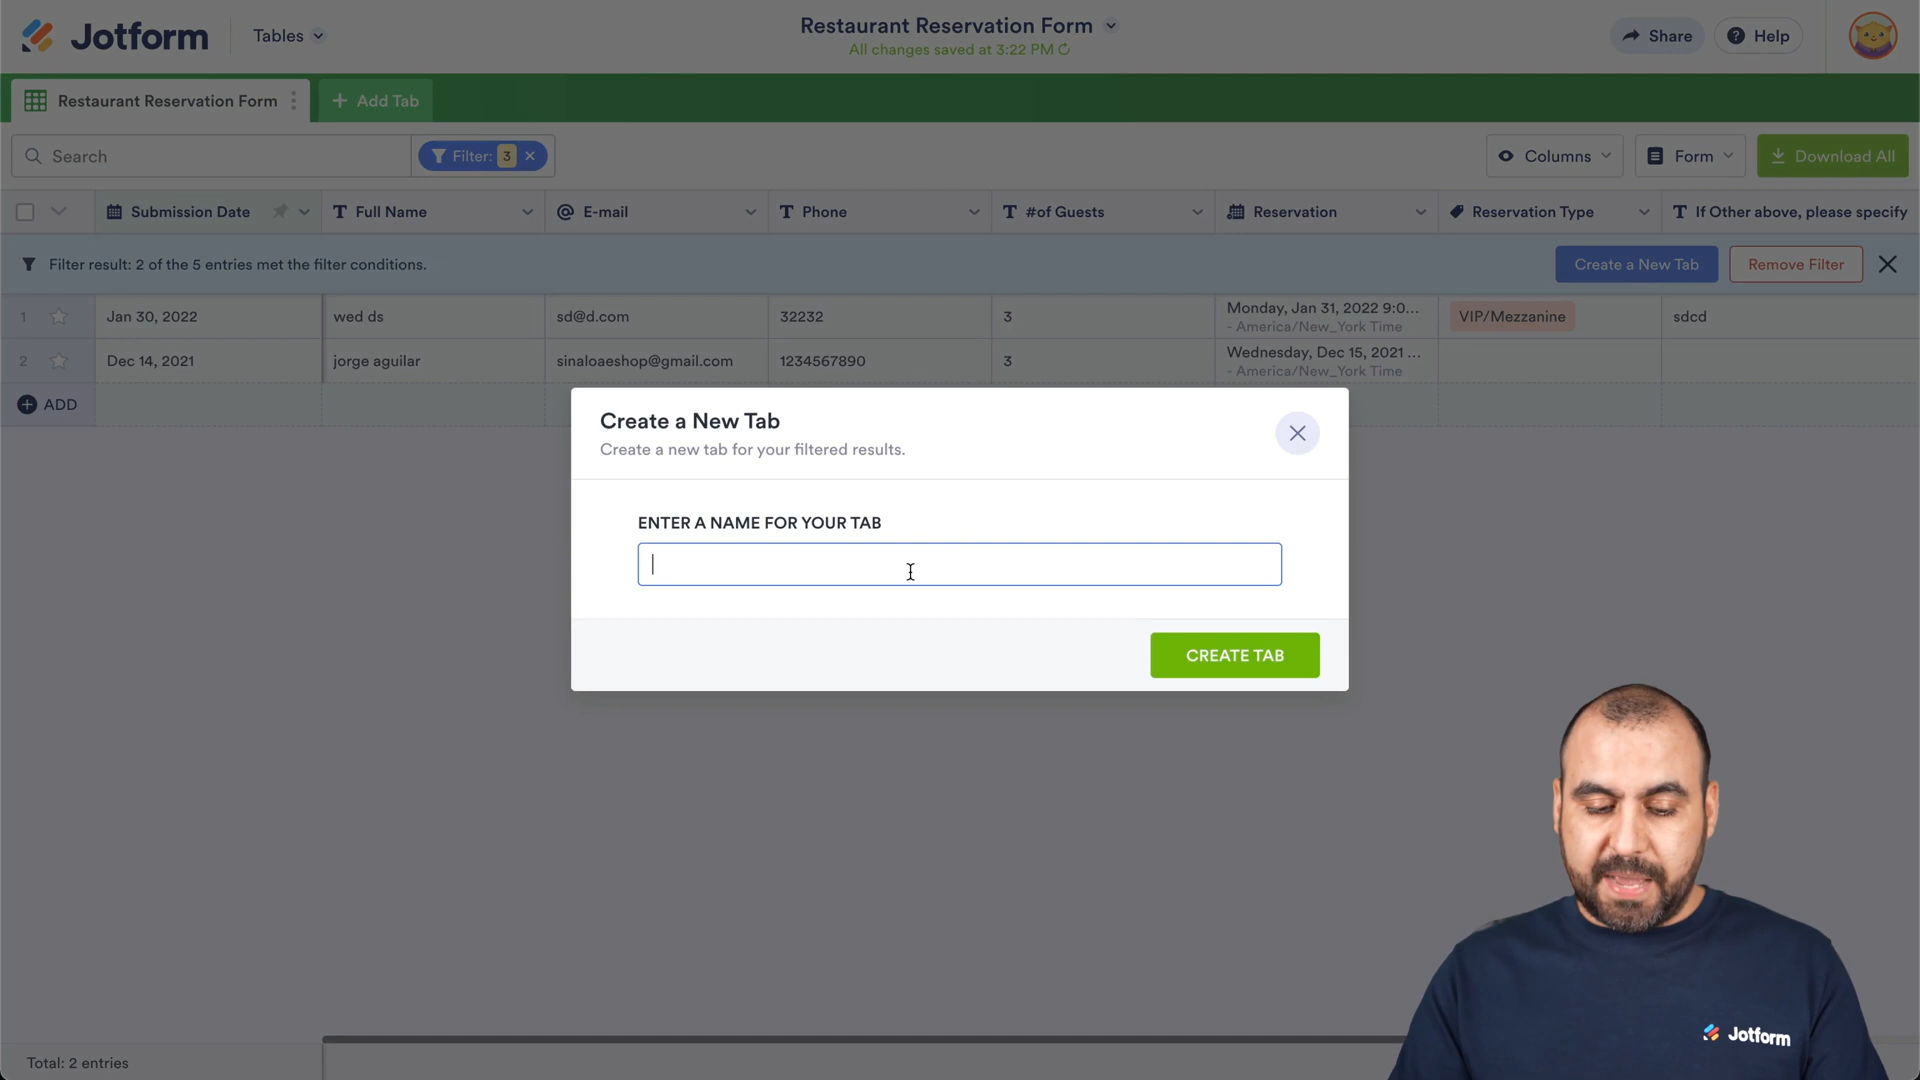 Jotform
Tables
Restaurant Reservation Form
All changes saved at 3:22 PM
Share
Help
Restaurant Reservation Form
+ Add Tab
Search
Filter: 3
Columns
Form
Download All
Submission Date
Full Name
E-mail
Phone
#of Guests
Reservation
Reservation Type
If Other above, please specify
Filter result: 2 of the 5 entries met the filter conditions.
Create a New Tab
Remove Filter
1 Jan 30, 2022 wed ds sd@d.com 32232 3 Monday, Jan 31, 2022 9:0... VIP/Mezzanine sdcd
- America/New_York Time
2 Dec 14, 2021 jorge aguilar sinaloaeshop@gmail.com 1234567890 3 Wednesday, Dec 15, 2021 ...
- America/New_York Time
ADD
Create a New Tab
Create a new tab for your filtered results.
ENTER A NAME FOR YOUR TAB
CREATE TAB
Jotform
Total: 2 entries